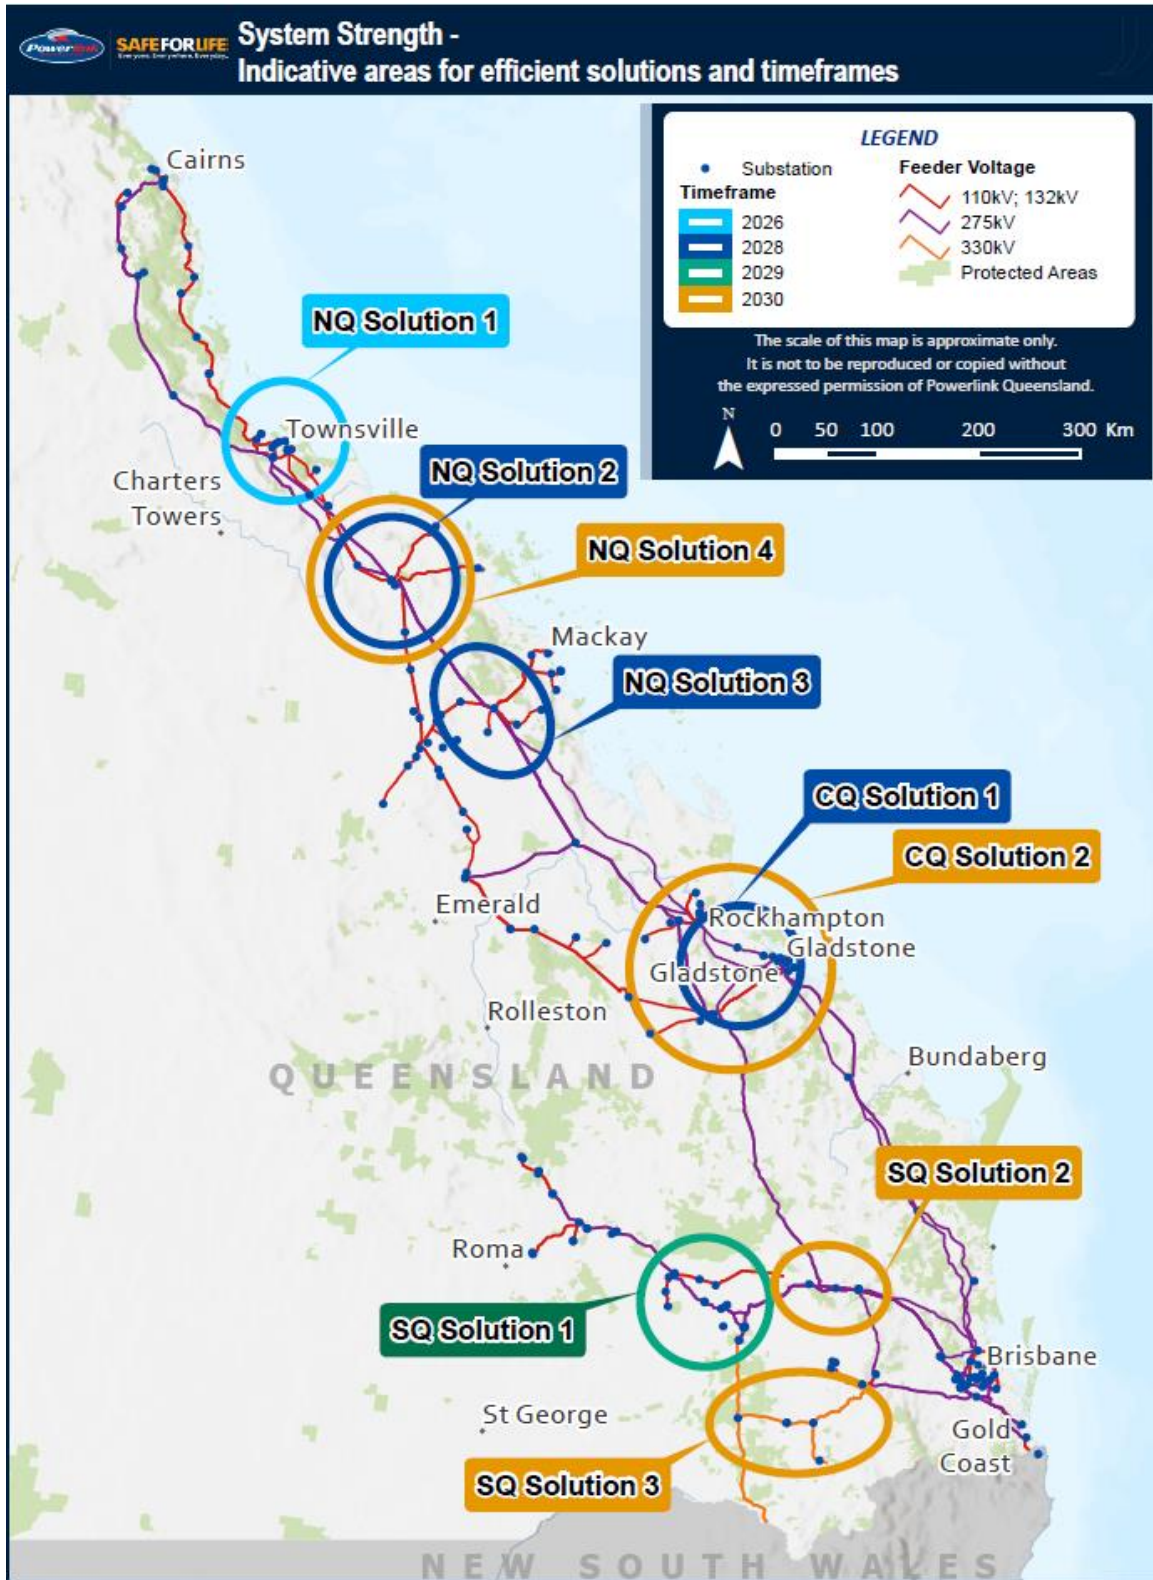 Powerlink
SAFEFORLIFE
Everyone. Everywhere. Everyday.
System Strength -
Indicative areas for efficient solutions and timeframes
LEGEND
Substation
Timeframe
2026
2028
2029
2030
Feeder Voltage
110kV; 132kV
275kV
330kV
Protected Areas
The scale of this map is approximate only.
It is not to be reproduced or copied without
the expressed permission of Powerlink Queensland.
N
0 50 100 200 300 Km
Cairns
NQ Solution 1
Townsville
NQ Solution 2
Charters
Towers
NQ Solution 4
Mackay
NQ Solution 3
CQ Solution 1
CQ Solution 2
Emerald
Rockhampton
Gladstone
Gladstone
Rolleston
Bundaberg
QUEENSLAND
SQ Solution 2
Roma
SQ Solution 1
Brisbane
St George
Gold
Coast
SQ Solution 3
NEW SOUTH WALES